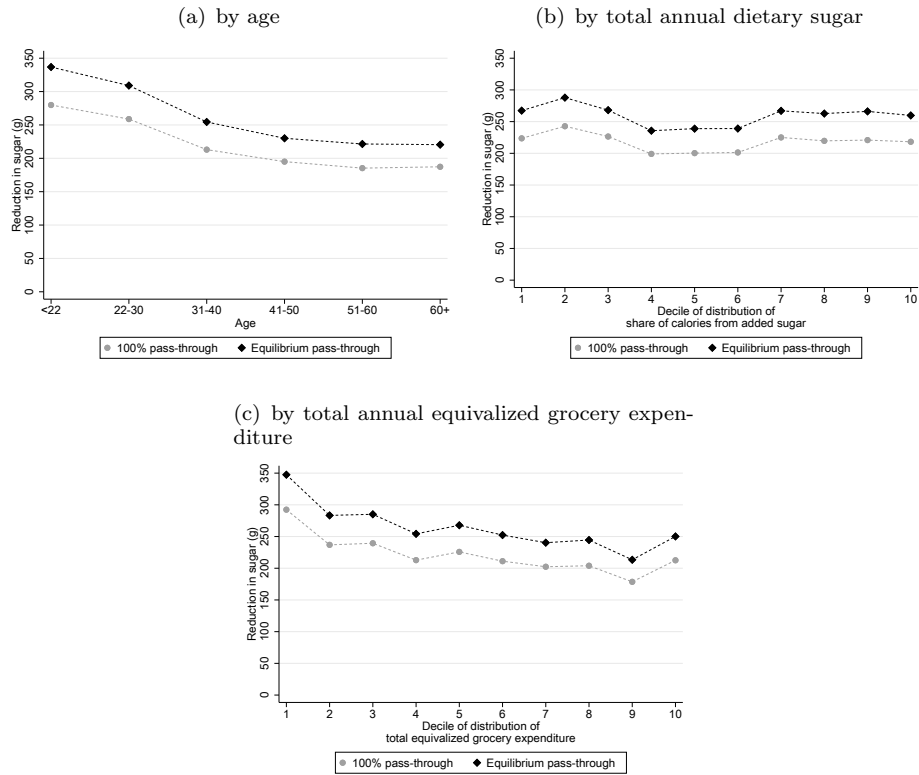 (a) by age
Reduction in sugar (g)
0 50 100 150 200 250 300 350
<22 22-30 31-40 41-50 51-60 60+
Age
100% pass-through Equilibrium pass-through
(b) by total annual dietary sugar
Reduction in sugar (g)
0 50 100 150 200 250 300 350
1 2 3 4 5 6 7 8 9 10
Decile of distribution of
share of calories from added sugar
100% pass-through Equilibrium pass-through
(c) by total annual equivalized grocery expen-
diture
Reduction in sugar (g)
0 50 100 150 200 250 300 350
1 2 3 4 5 6 7 8 9 10
Decile of distribution of
total equivalized grocery expenditure
100% pass-through Equilibrium pass-through